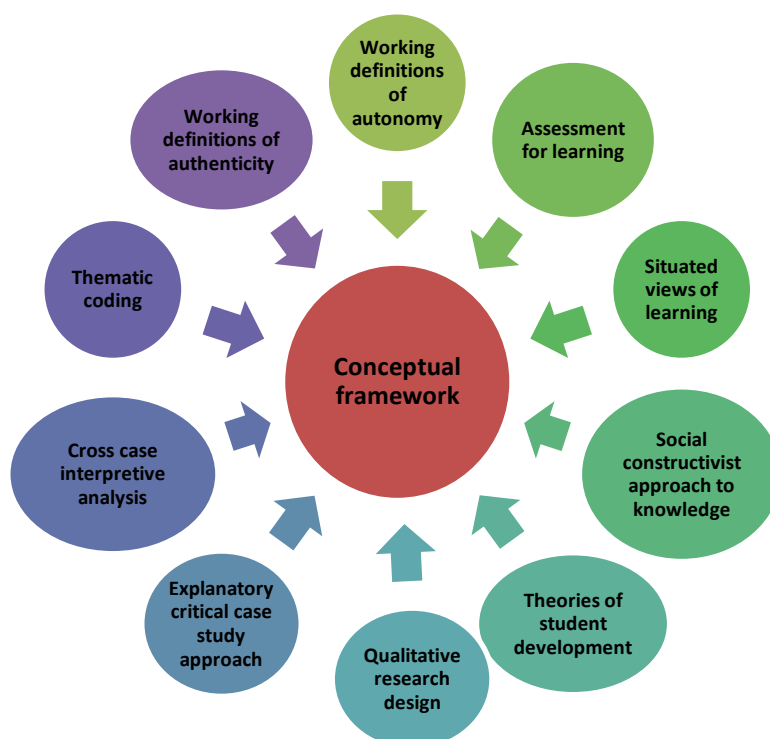 Working
definitions
of
autonomy
Assessment
for learning
Situated
views of
learning
Social
constructivist
approach to
knowledge
Theories of
student
development
Qualitative
research
design
Explanatory
critical case
study
approach
Cross case
interpretive
analysis
Thematic
coding
Working
definitions of
authenticity
Conceptual
framework